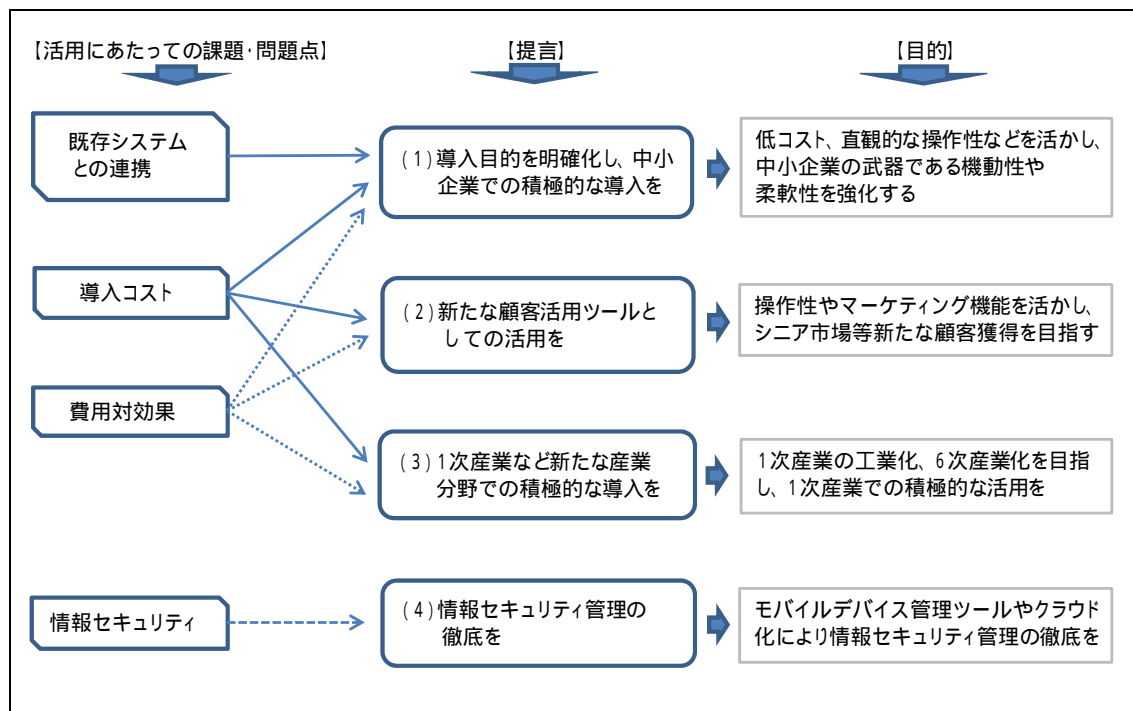 【活用にあたっての課題・問題点】
【提言】
【目的】
既存システム
との連携
(1)導入目的を明確化し、中小
企業での積極的な導入を
低コスト、直観的な操作性などを活かし、
中小企業の武器である機動性や
柔軟性を強化する
導入コスト
(2)新たな顧客活用ツールと
しての活用を
操作性やマーケティング機能を活かし、
シニア市場等新たな顧客獲得を目指す
費用対効果
(3)1次産業など新たな産業
分野での積極的な導入を
1次産業の工業化、6次産業化を目指
し、1次産業での積極的な活用を
情報セキュリティ
(4)情報セキュリティ管理の
徹底を
モバイルデバイス管理ツールやクラウド
化により情報セキュリティ管理の徹底を